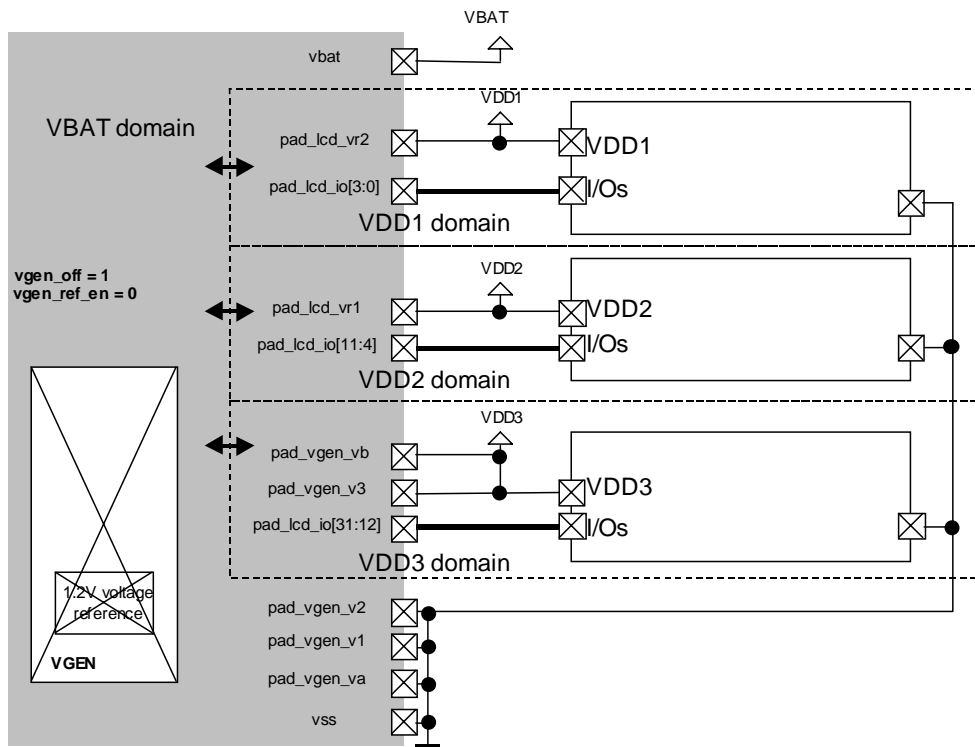 VBAT
vbat
VBAT domain
VDD1
pad_lcd_vr2
VDD1
pad_lcd_io[3:0]
I/Os
VDD1 domain
vgen_off = 1
vgen_ref_en = 0
VDD2
pad_lcd_vr1
VDD2
pad_lcd_io[11:4]
I/Os
VDD2 domain
VDD3
pad_vgen_vb
pad_vgen_v3
VDD3
pad_lcd_io[31:12]
I/Os
VDD3 domain
1.2V voltage
reference
VGEN
pad_vgen_v2
pad_vgen_v1
pad_vgen_va
vss